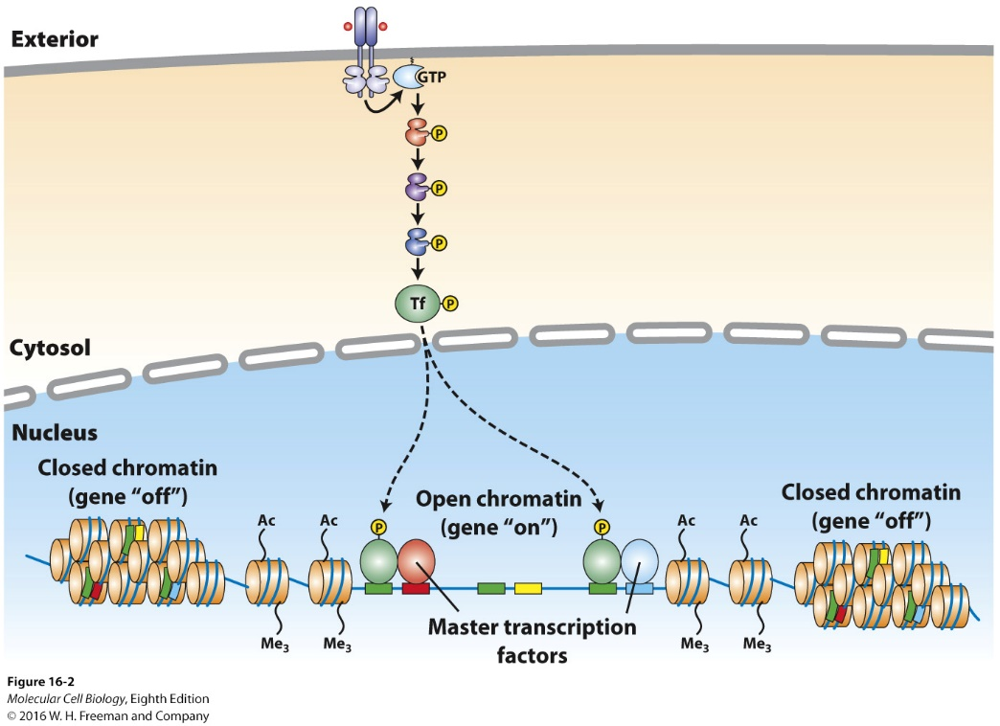 Exterior
GTP
P
P
P
Tf
P
Cytosol
Nucleus
Closed chromatin
(gene “off”)
Open chromatin
(gene “on”)
Closed chromatin
(gene “off”)
Ac
Ac
P
P
Ac
Ac
Me3
Me3
Master transcription
factors
Me3
Me3
Figure 16-2
Molecular Cell Biology, Eighth Edition
© 2016 W. H. Freeman and Company